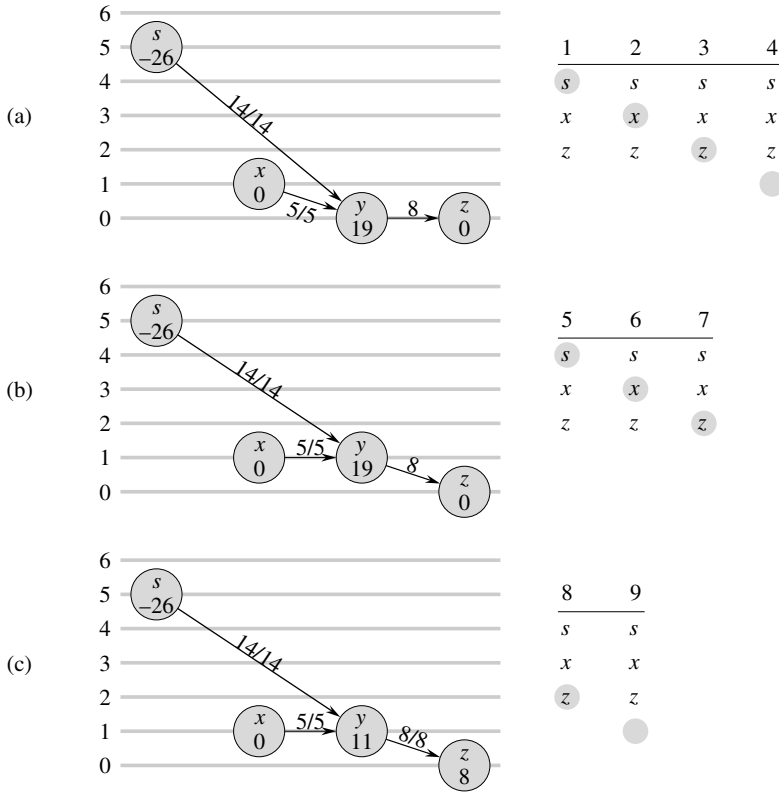 (a)
6
5
4
3
2
1
0
s
–26
14/14
x
0
5/5
y
19
8
z
0
1 2 3 4
s s s s
x x x x
z z z z
(b)
6
5
4
3
2
1
0
s
–26
14/14
x
0
5/5
y
19
8
z
0
5 6 7
s s s
x x x
z z z
(c)
6
5
4
3
2
1
0
s
–26
14/14
x
0
5/5
y
11
8/8
z
8
8 9
s s
x x
z z